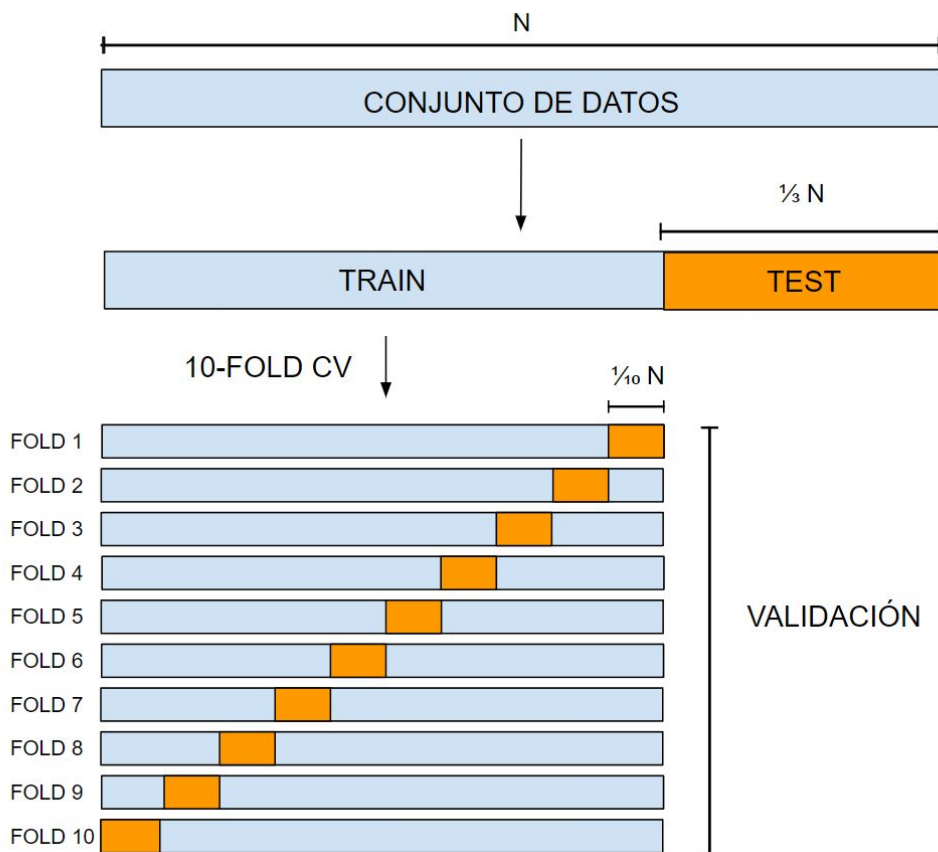 N
CONJUNTO DE DATOS
⅓ N
TRAIN
TEST
10-FOLD CV
⅒ N
FOLD 1
FOLD 2
FOLD 3
FOLD 4
FOLD 5
FOLD 6
VALIDACIÓN
FOLD 7
FOLD 8
FOLD 9
FOLD 10